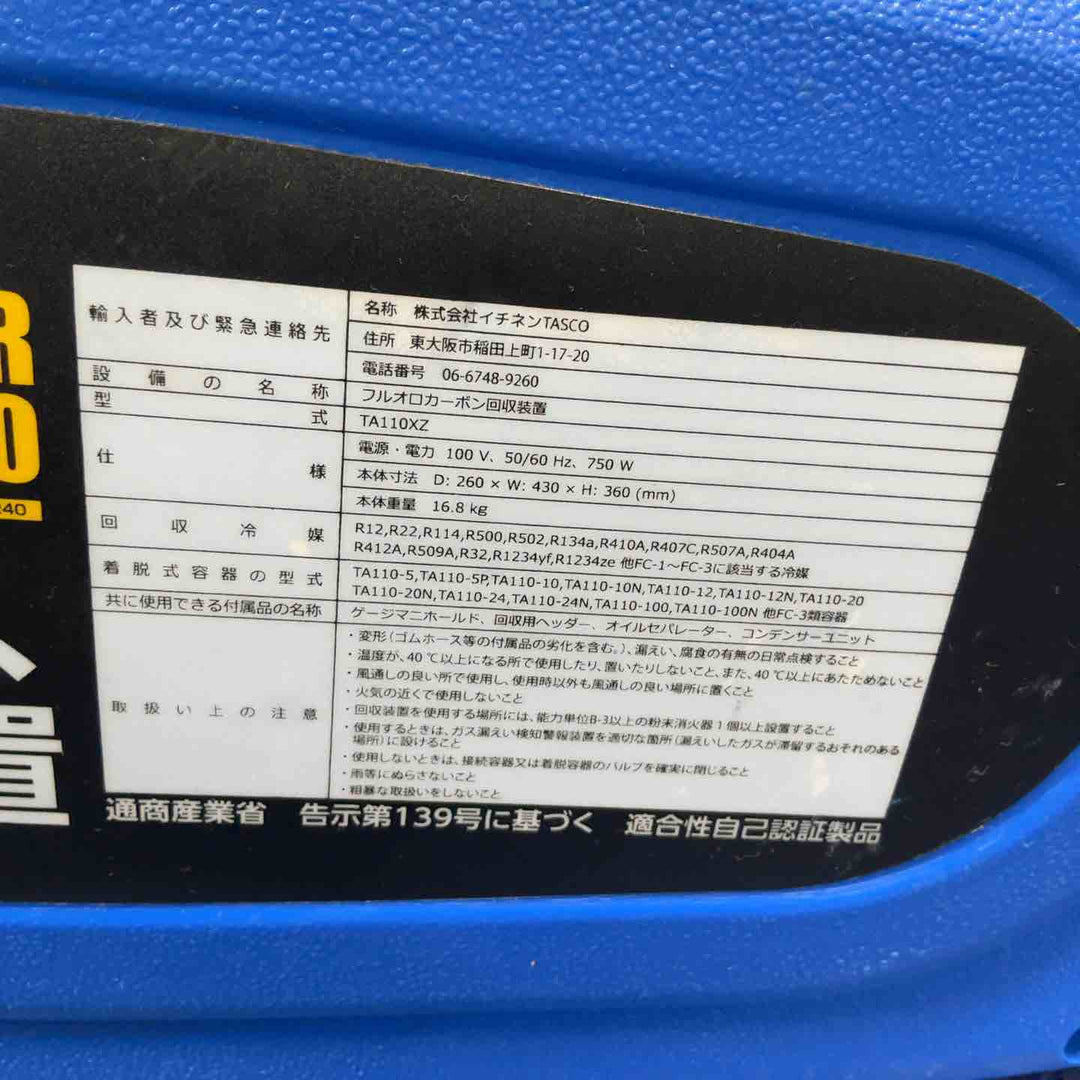 R
0
R40
輸入者及び緊急連絡先
名称 株式会社イチネンTASCO
住所 東大阪市稲田上町1-17-20
電話番号 06-6748-9260
設備の名称
フルオロカーボン回収装置
型式
TA110XZ
仕様
電源・電力 100 V、50/60 Hz、750 W
本体寸法 D: 260 × W: 430 × H: 360 (mm)
本体重量 16.8 kg
回収冷媒
R12,R22,R114,R500,R502,R134a,R410A,R407C,R507A,R404A
R412A,R509A,R32,R1234yf,R1234ze 他FC-1～FC-3に該当する冷媒
着脱式容器の型式
TA110-5,TA110-5P,TA110-10,TA110-10N,TA110-12,TA110-12N,TA110-20
TA110-20N,TA110-24,TA110-24N,TA110-100,TA110-100N 他FC-3類容器
共に使用できる付属品の名称
ゲージマニホールド、回収用ヘッダー、オイルセパレーター、コンデンサーユニット
取扱い上の注意
・変形(ゴムホース等の付属品の劣化を含む。)、漏えい、腐食の有無の日常点検すること
・温度が、40℃以上になる所で使用したり、置いたりしないこと、また、40℃以上にあたためないこと
・風通しの良い所で使用し、使用時以外も風通しの良い場所に置くこと
・火気の近くで使用しないこと
・回収装置を使用する場所には、能力単位B-3以上の粉末消火器1個以上設置すること
・使用するときは、ガス漏えい検知警報装置を適切な箇所(漏えいしたガスが滞留するおそれのある
場所)に設けること
・使用しないときは、接続容器又は着脱容器のバルブを確実に閉じること
・雨等にぬらさないこと
・粗暴な取扱いをしないこと
置
通商産業省 告示第139号に基づく 適合性自己認証製品